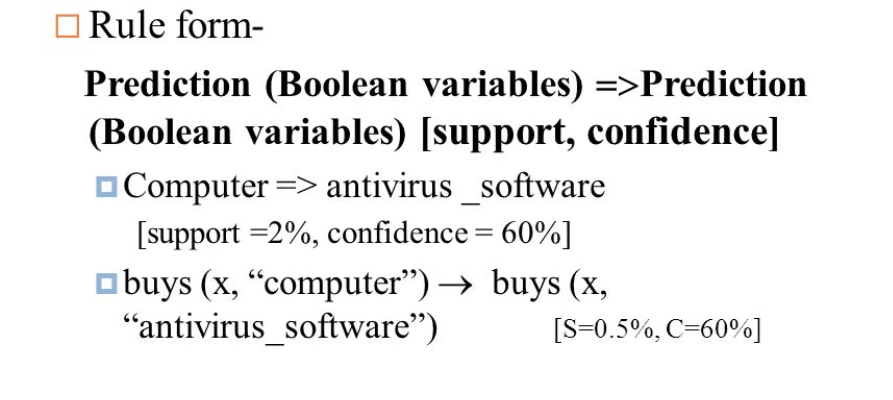 Rule form-
Prediction (Boolean variables) =>Prediction
(Boolean variables) [support, confidence]
Computer => antivirus _software
[support =2%, confidence = 60%]
buys (x, “computer”) → buys (x,
“antivirus_software”) [S=0.5%, C=60%]